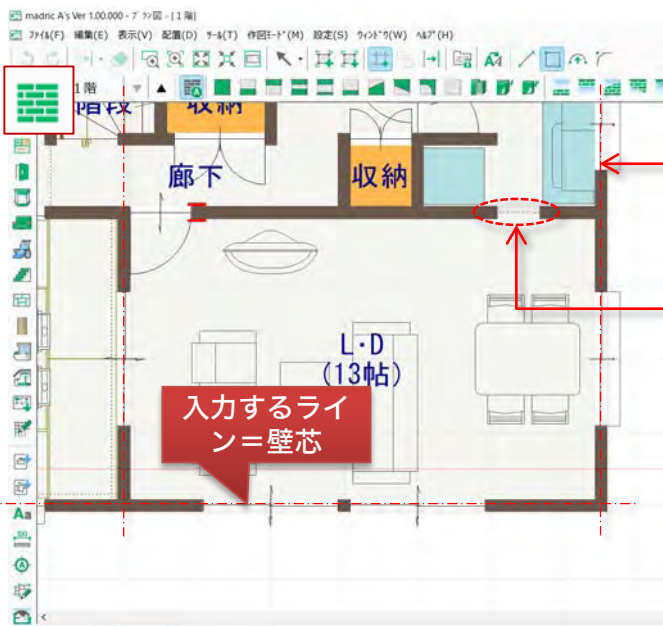 madric A's Ver 1.00.000 - プラン図 - [1 階]
ファイル(F) 編集(E) 表示(V) 配置(D) ツール(T) 作図モード(M) 設定(S) ウィンドウ(W) ヘルプ(H)
1階
階段
収納
廊下
収納
L・D
(13帖)
入力するライ
ン＝壁芯
Aa